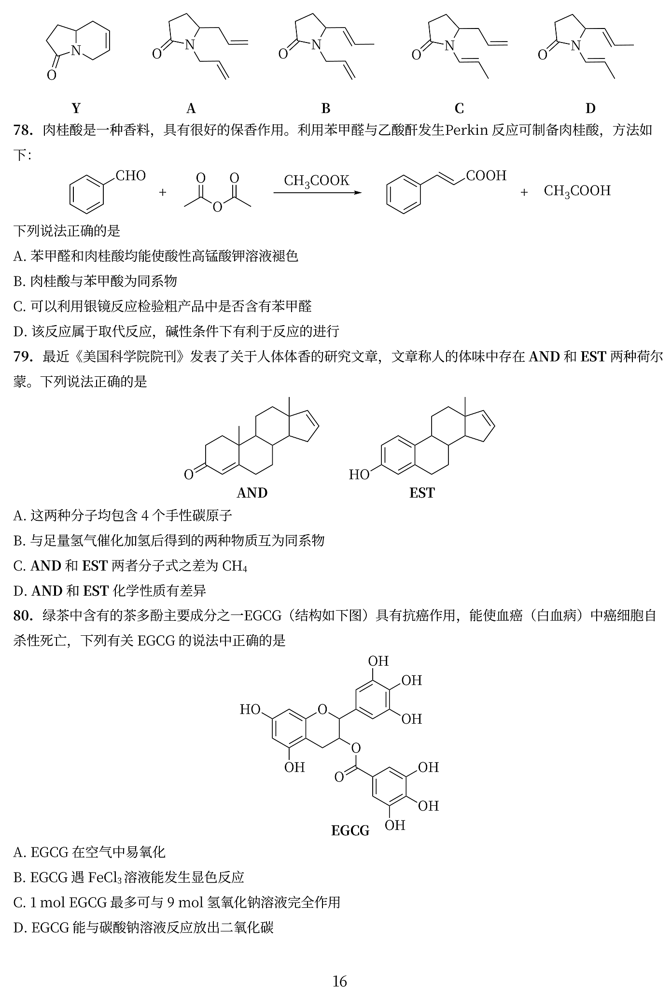 O N O N O N O N O N
Y A B C D
78. 肉桂酸是一种香料，具有很好的保香作用。利用苯甲醛与乙酸酐发生Perkin 反应可制备肉桂酸，方法如
下：
CHO + O O O CH₃COOK COOH + CH₃COOH
下列说法正确的是
A. 苯甲醛和肉桂酸均能使酸性高锰酸钾溶液褪色
B. 肉桂酸与苯甲酸为同系物
C. 可以利用银镜反应检验粗产品中是否含有苯甲醛
D. 该反应属于取代反应，碱性条件下有利于反应的进行
79. 最近《美国科学院院刊》发表了关于人体体香的研究文章，文章称人的体味中存在 AND 和 EST 两种荷尔
蒙。下列说法正确的是
O HO
AND EST
A. 这两种分子均包含 4 个手性碳原子
B. 与足量氢气催化加氢后得到的两种物质互为同系物
C. AND 和 EST 两者分子式之差为 CH₄
D. AND 和 EST 化学性质有差异
80. 绿茶中含有的茶多酚主要成分之一EGCG（结构如下图）具有抗癌作用，能使血癌（白血病）中癌细胞自
杀性死亡，下列有关 EGCG 的说法中正确的是
OH
OH
HO O
OH
O
OH OH
O
OH
OH
EGCG
A. EGCG 在空气中易氧化
B. EGCG 遇 FeCl₃ 溶液能发生显色反应
C. 1 mol EGCG 最多可与 9 mol 氢氧化钠溶液完全作用
D. EGCG 能与碳酸钠溶液反应放出二氧化碳
16